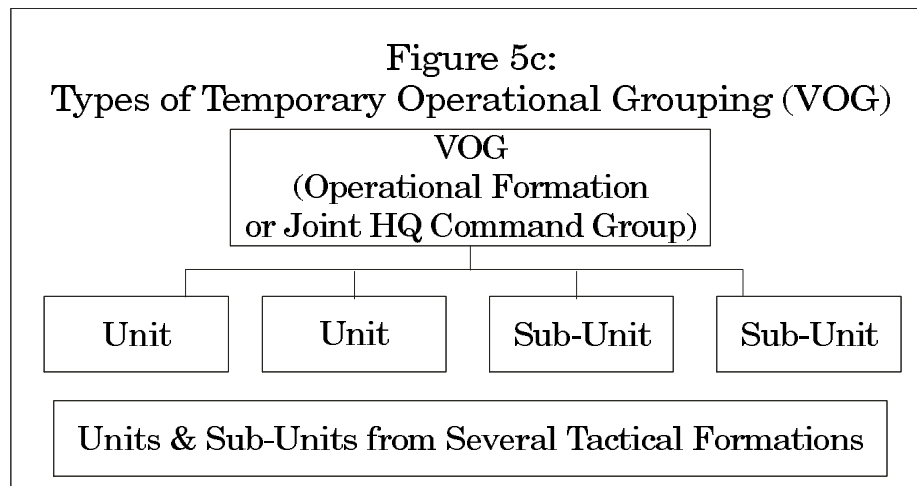 Figure 5c:
Types of Temporary Operational Grouping (VOG)
VOG
(Operational Formation
or Joint HQ Command Group)
Unit
Unit
Sub-Unit
Sub-Unit
Units & Sub-Units from Several Tactical Formations